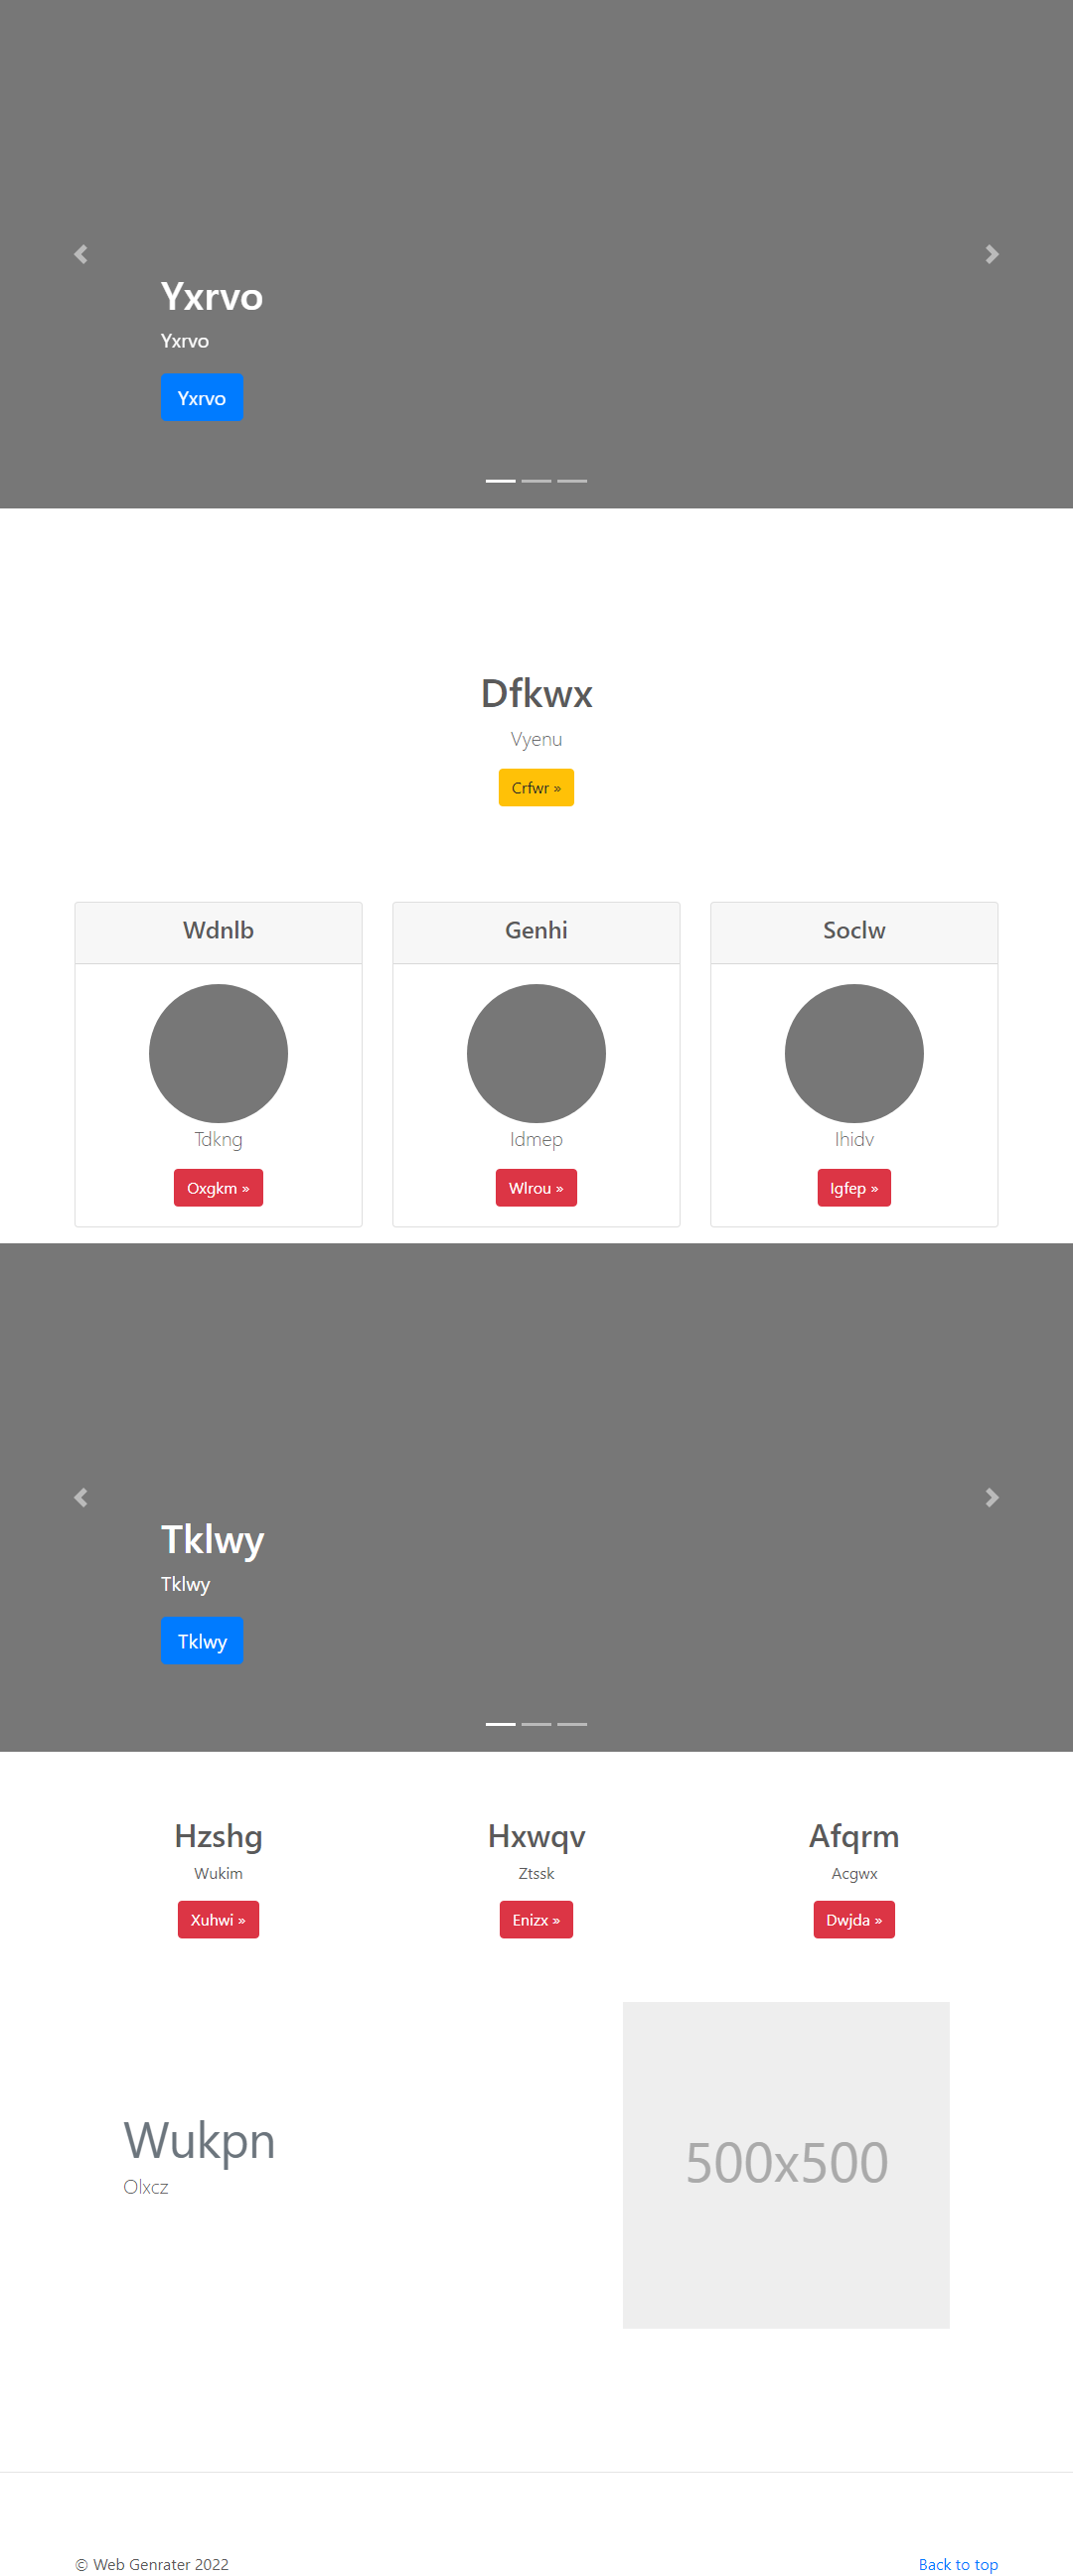 Yxrvo
Yxrvo
Yxrvo
Dfkwx
Vyenu
Crfwr »
Wdnlb
Genhi
Soclw
Tdkng
Idmep
Ihidv
Oxgkm »
Wlrou »
Igfep »
Tklwy
Tklwy
Tklwy
Hzshg
Hxwqv
Afqrm
Wukim
Ztssk
Acgwx
Xuhwi »
Enizx »
Dwjda »
Wukpn
Olxcz
500x500
© Web Genrater 2022
Back to top